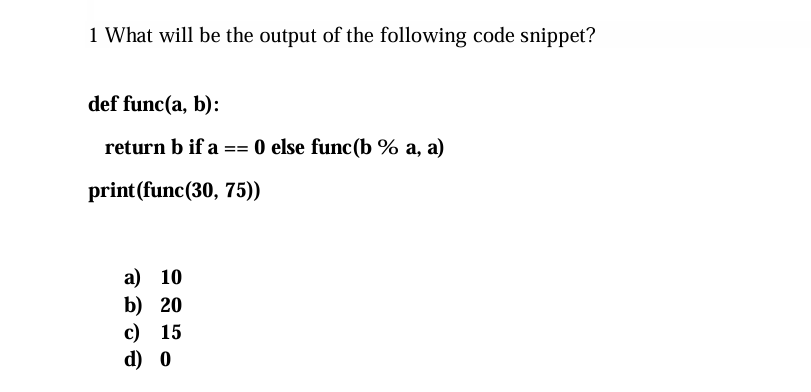 1 What will be the output of the following code snippet?
def func(a, b):
return b if a == 0 else func(b % a, a)
print(func(30, 75))
a) 10
b) 20
c) 15
d) 0